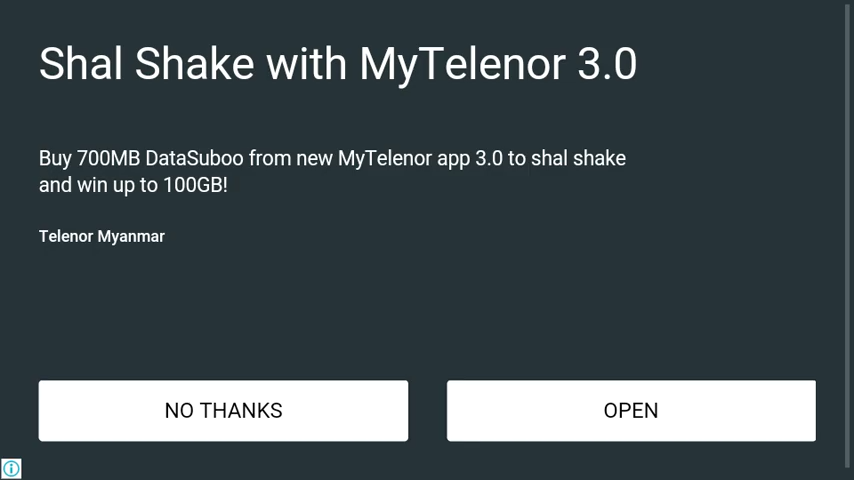 Shal Shake with MyTelenor 3.0
Buy 700MB DataSuboo from new MyTelenor app 3.0 to shal shake
and win up to 100GB!
Telenor Myanmar
NO THANKS
OPEN